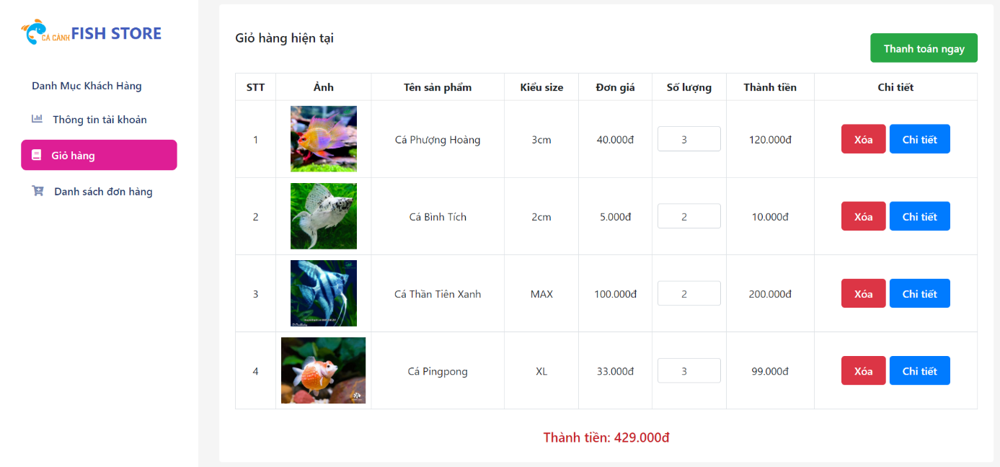 CÁ CẢNH FISH STORE
Danh Mục Khách Hàng
Thông tin tài khoản
Giỏ hàng
Danh sách đơn hàng
Giỏ hàng hiện tại
Thanh toán ngay
STT Ảnh Tên sản phẩm Kiểu size Đơn giá Số lượng Thành tiền Chi tiết
1 Cá Phượng Hoàng 3cm 40.000đ 3 120.000đ Xóa Chi tiết
2 Cá Bình Tích 2cm 5.000đ 2 10.000đ Xóa Chi tiết
3 Cá Thần Tiên Xanh MAX 100.000đ 2 200.000đ Xóa Chi tiết
4 Cá Pingpong XL 33.000đ 3 99.000đ Xóa Chi tiết
Thành tiền: 429.000đ